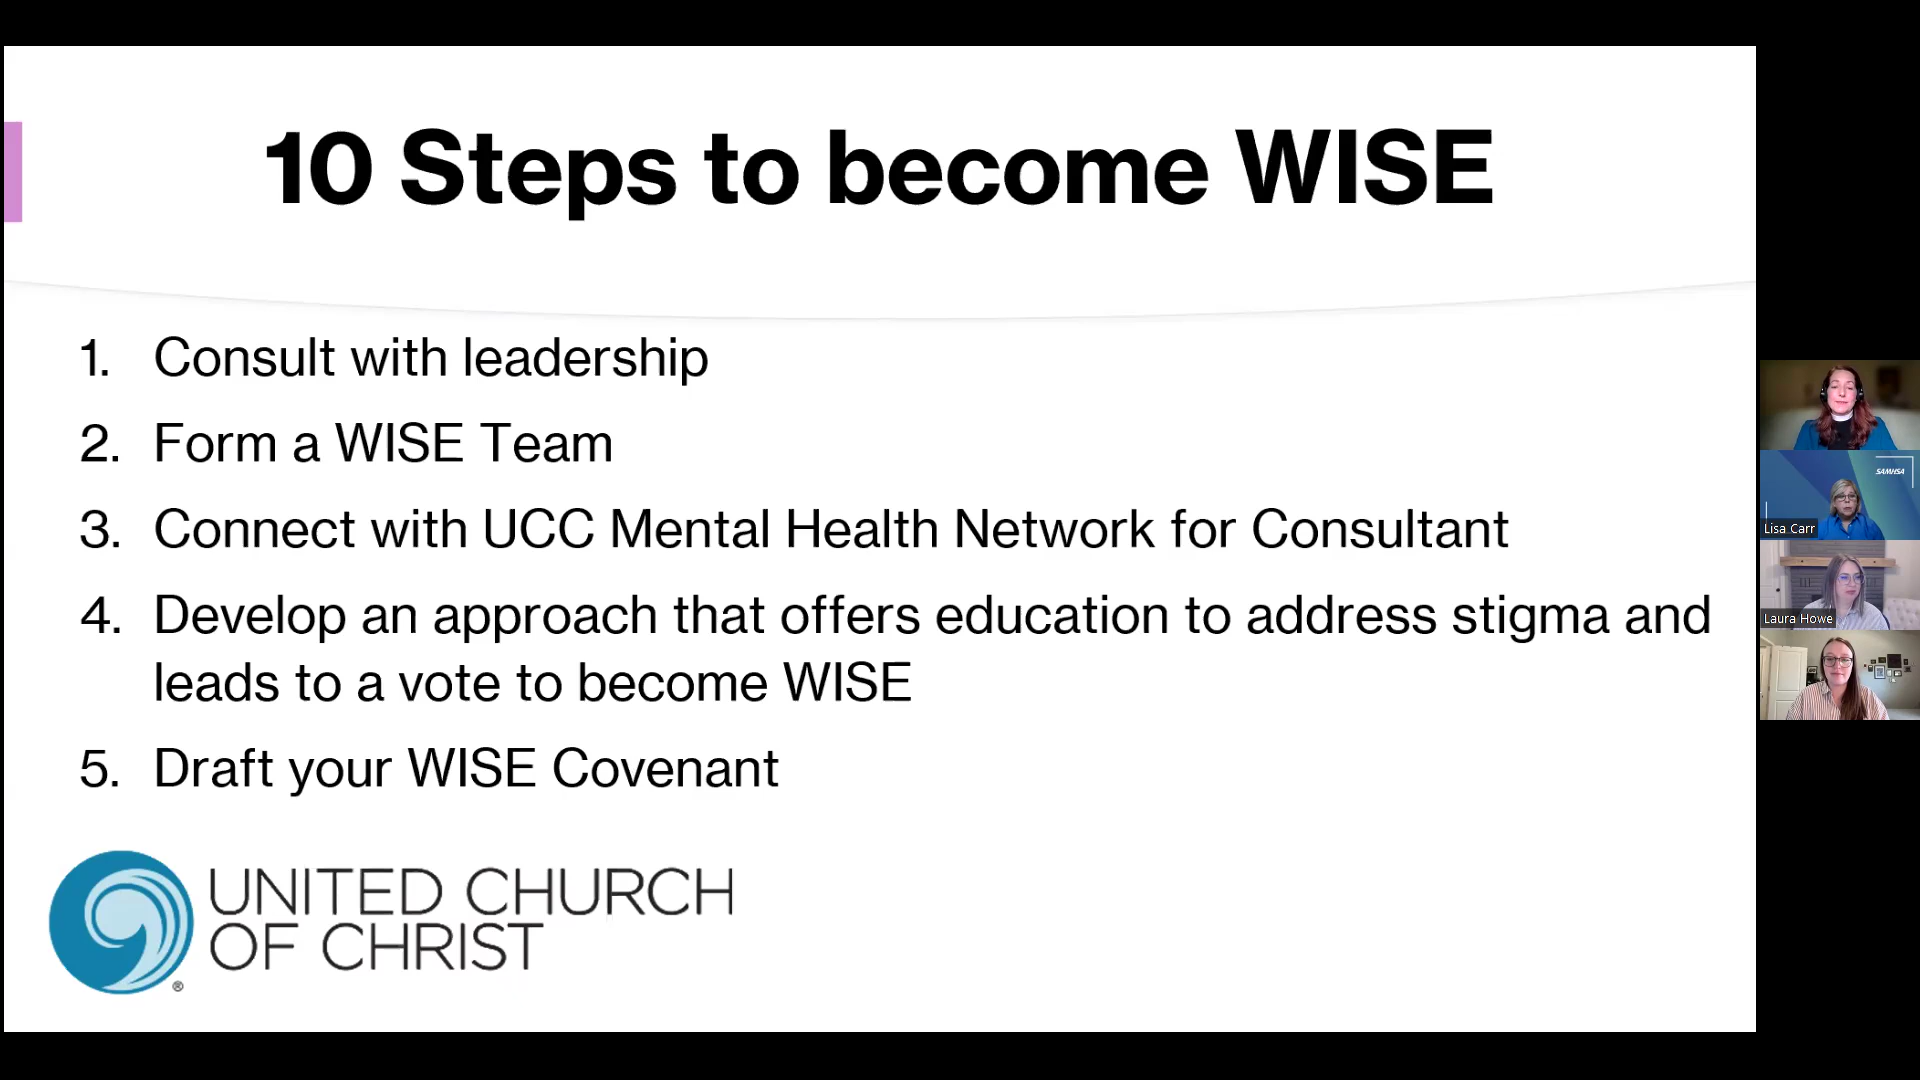 10 Steps to become WISE
1. Consult with leadership
2. Form a WISE Team
3. Connect with UCC Mental Health Network for Consultant
4. Develop an approach that offers education to address stigma and
leads to a vote to become WISE
5. Draft your WISE Covenant
UNITED CHURCH
OF CHRIST
®
SAMHSA
Lisa Carr
Laura Howe